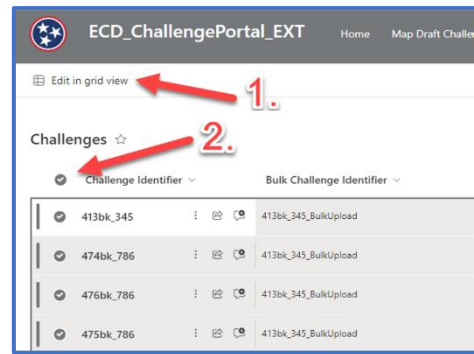 ECD_ChallengePortal_EXT Home Map Draft Challe
Edit in grid view
1.
Challenges
2.
Challenge Identifier Bulk Challenge Identifier
413bk_345 413bk_345_BulkUpload
474bk_786 413bk_345_BulkUpload
476bk_786 413bk_345_BulkUpload
475bk_786 413bk_345_BulkUpload